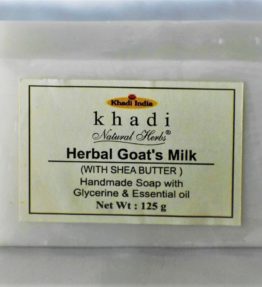 Khadi India
khadi
Natural Herbs®
Herbal Goat's Milk
(WITH SHEA BUTTER )
Handmade Soap with
Glycerine & Essential oil
Net Wt : 125 g